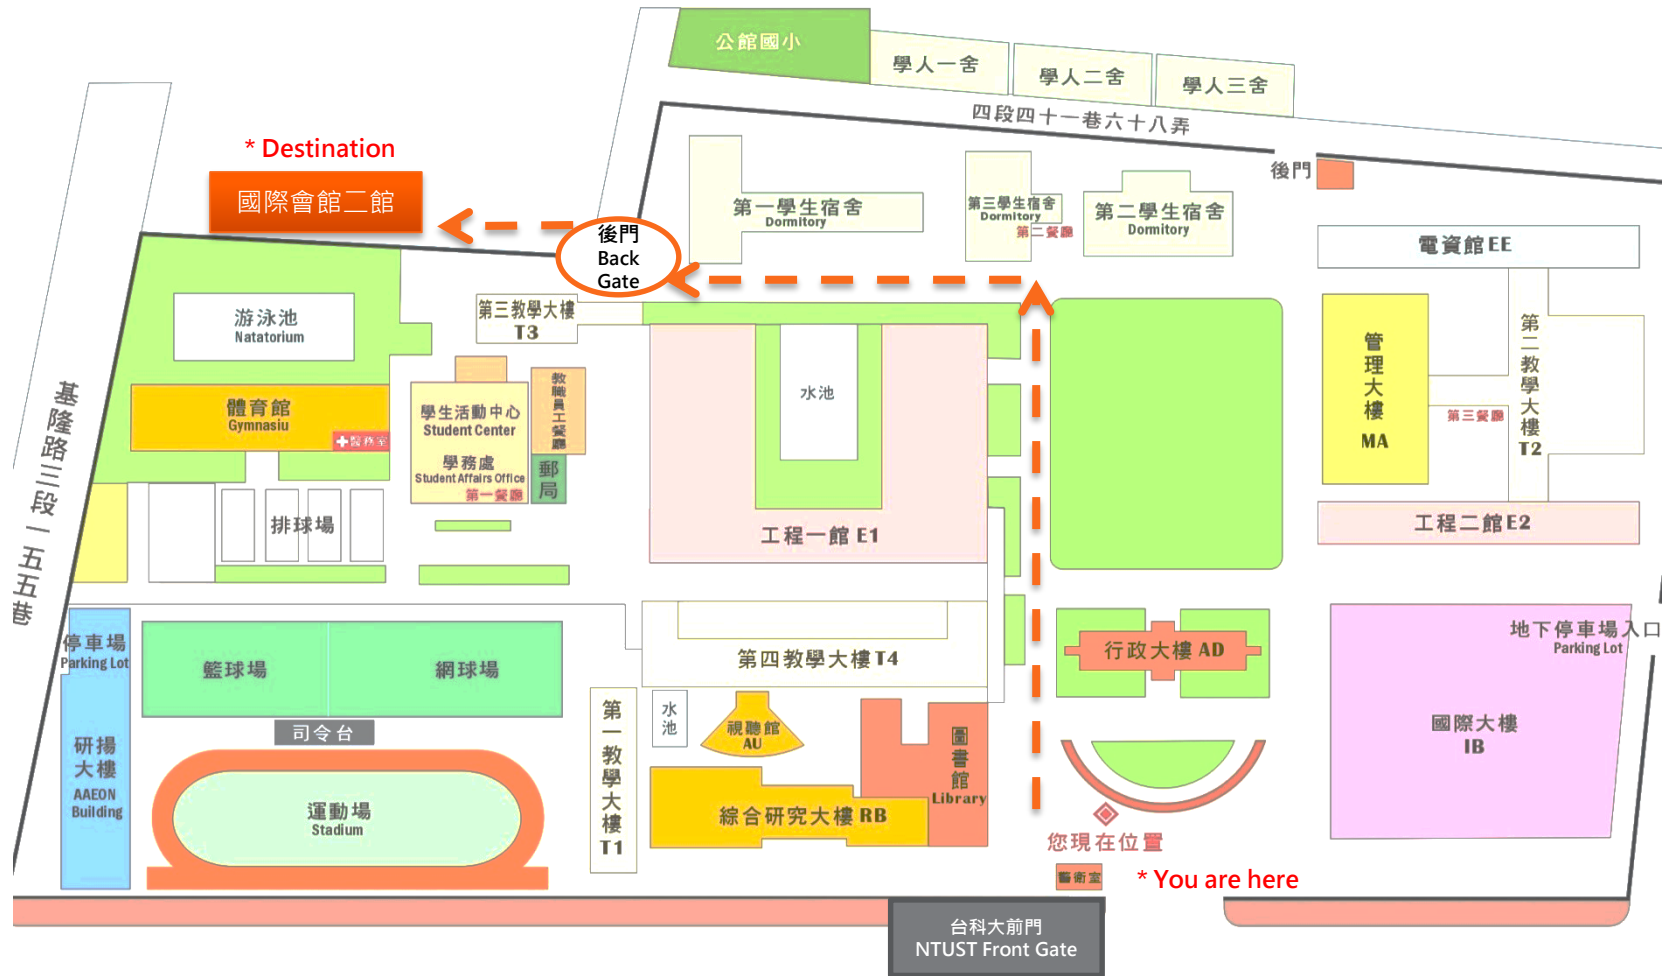 公館國小
學人一舍
學人二舍
學人三舍
四段四十一巷六十八弄
* Destination
國際會館二館
後門
Back
Gate
後門
第一學生宿舍
Dormitory
第三學生宿舍
Dormitory
第二餐廳
第二學生宿舍
Dormitory
電資館 EE
游泳池
Natatorium
第三教學大樓
T3
水池
管理大樓
MA
第二教學大樓
T2
第三餐廳
基隆路三段一五五巷
體育館
Gymnasiu
醫務室
學生活動中心
Student Center
學務處
Student Affairs Office
第一餐廳
教職員工餐廳
郵局
排球場
工程一館 E1
工程二館 E2
停車場
Parking Lot
籃球場
網球場
第四教學大樓 T4
行政大樓 AD
地下停車場入口
Parking Lot
司令台
研揚
大樓
AAEON
Building
運動場
Stadium
第一教學大樓
T1
水池
視聽館
AU
圖書館
Library
綜合研究大樓 RB
國際大樓
IB
您現在位置
* You are here
警衛室
台科大前門
NTUST Front Gate